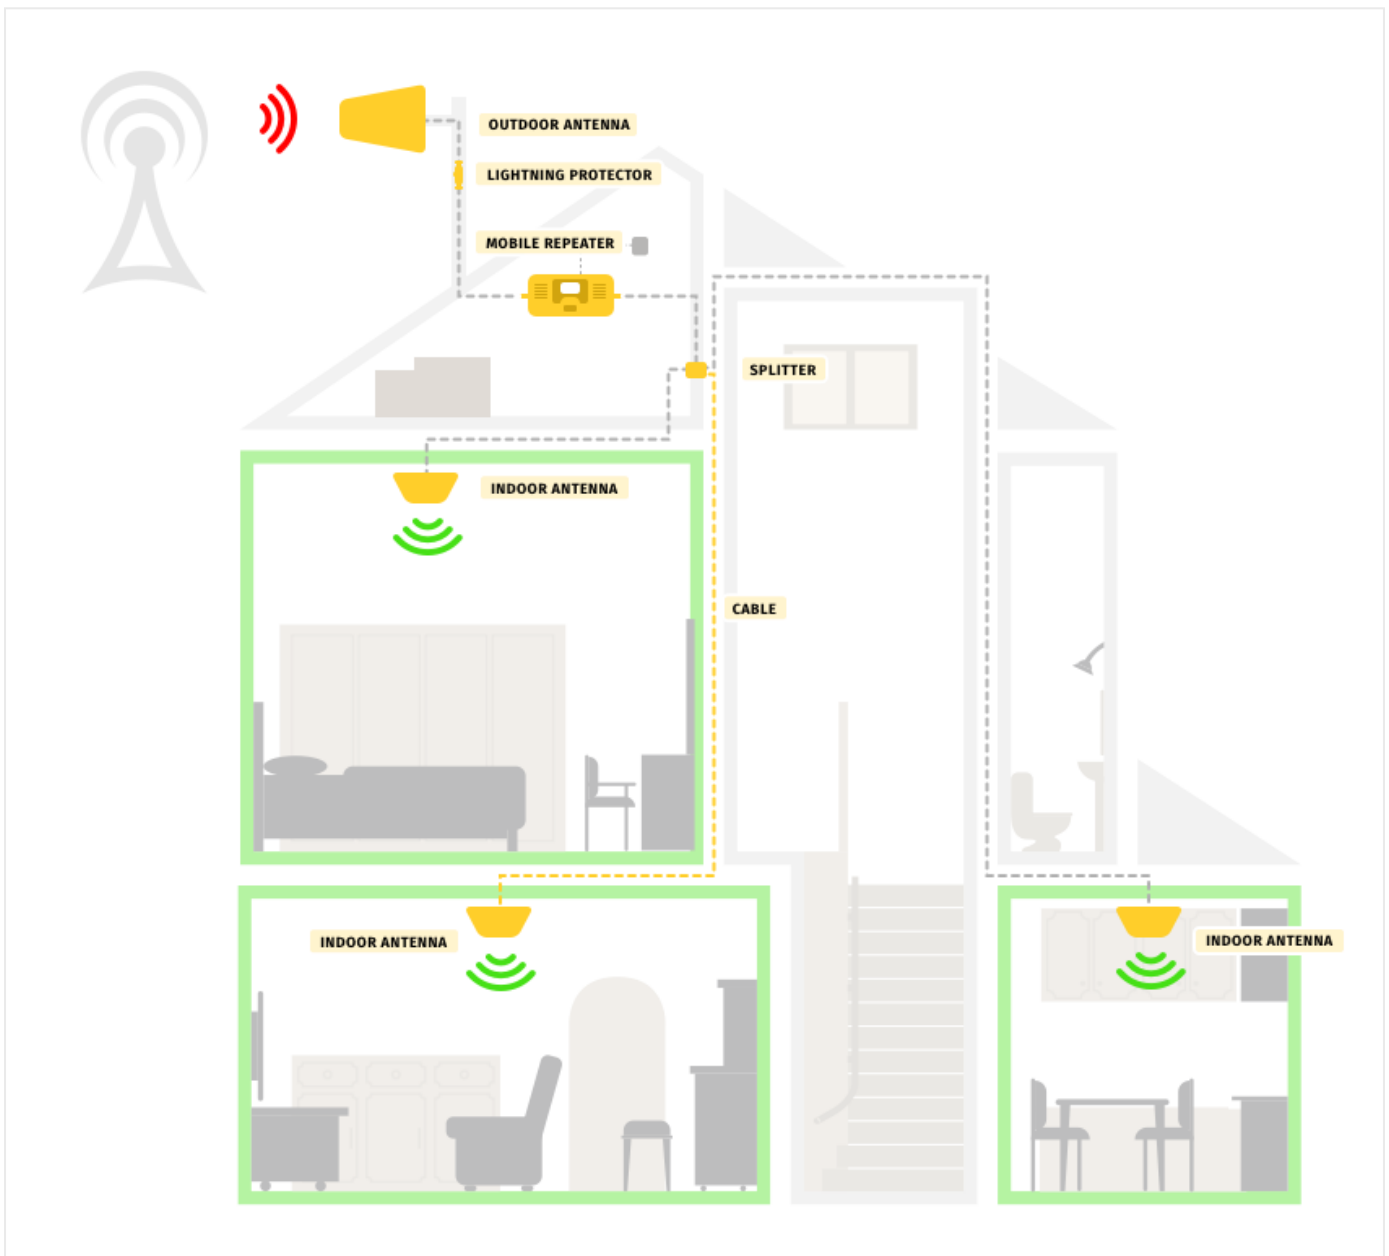 OUTDOOR ANTENNA
LIGHTNING PROTECTOR
MOBILE REPEATER
SPLITTER
INDOOR ANTENNA
CABLE
INDOOR ANTENNA
INDOOR ANTENNA